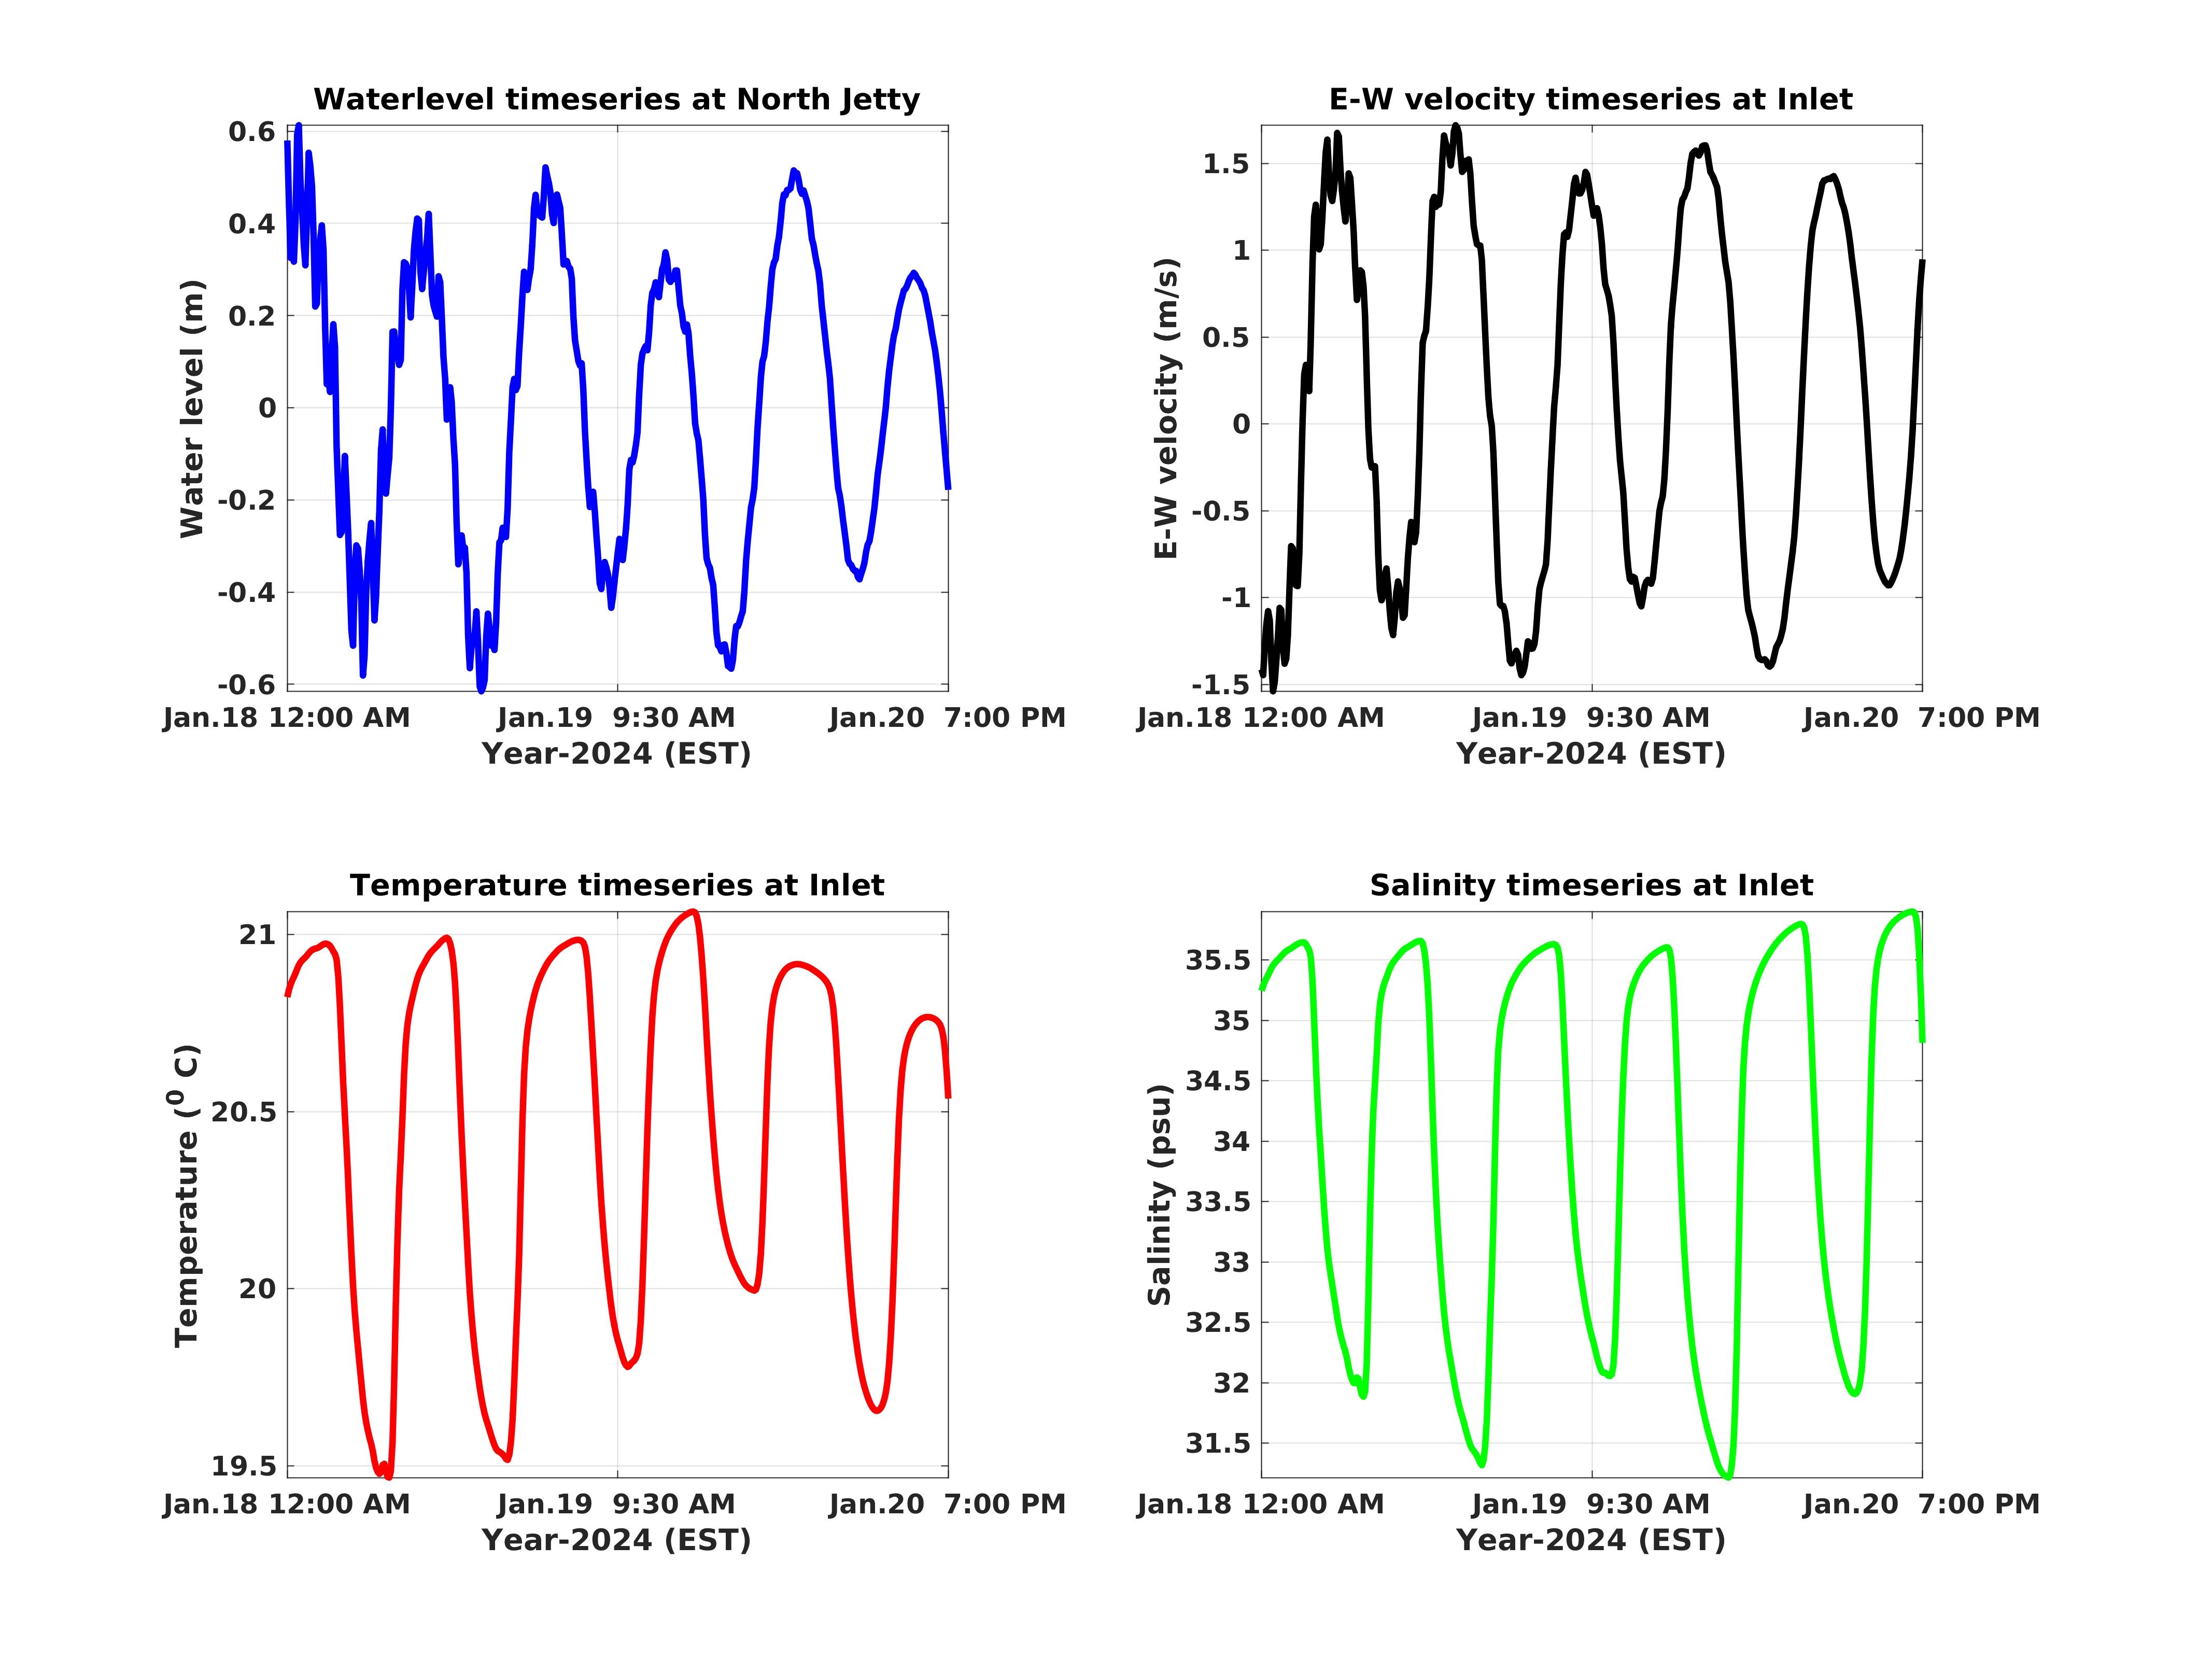 Waterlevel timeseries at North Jetty
0.6
0.4
0.2
0
-0.2
-0.4
-0.6
Water level (m)
Jan.18 12:00 AM
Jan.19  9:30 AM
Jan.20  7:00 PM
Year-2024 (EST)
E-W velocity timeseries at Inlet
1.5
1
0.5
0
-0.5
-1
-1.5
E-W velocity (m/s)
Jan.18 12:00 AM
Jan.19  9:30 AM
Jan.20  7:00 PM
Year-2024 (EST)
Temperature timeseries at Inlet
21
20.5
20
19.5
Temperature (⁰ C)
Jan.18 12:00 AM
Jan.19  9:30 AM
Jan.20  7:00 PM
Year-2024 (EST)
Salinity timeseries at Inlet
35.5
35
34.5
34
33.5
33
32.5
32
31.5
Salinity (psu)
Jan.18 12:00 AM
Jan.19  9:30 AM
Jan.20  7:00 PM
Year-2024 (EST)